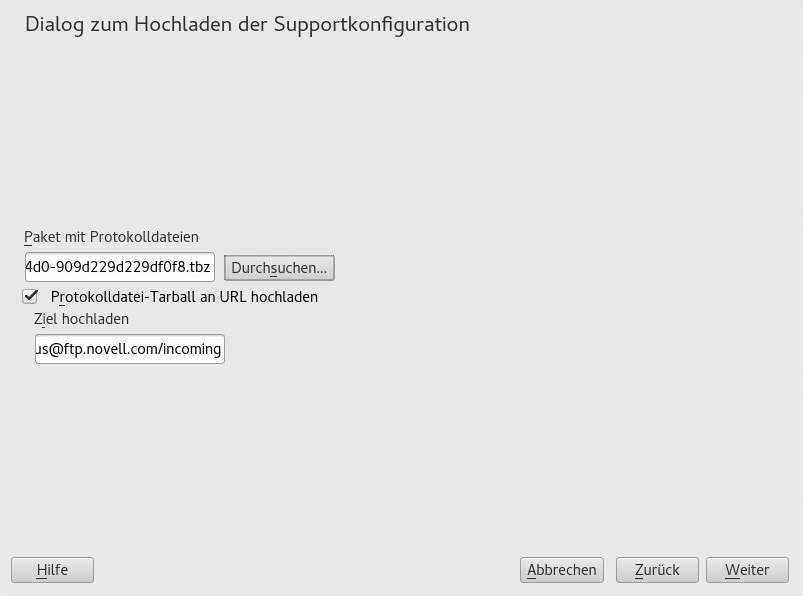 Dialog zum Hochladen der Supportkonfiguration
Paket mit Protokolldateien
4d0-909d229d229df0f8.tbz Durchsuchen...
Protokolldatei-Tarball an URL hochladen
Ziel hochladen
us@ftp.novell.com/incoming
Hilfe Abbrechen Zurück Weiter